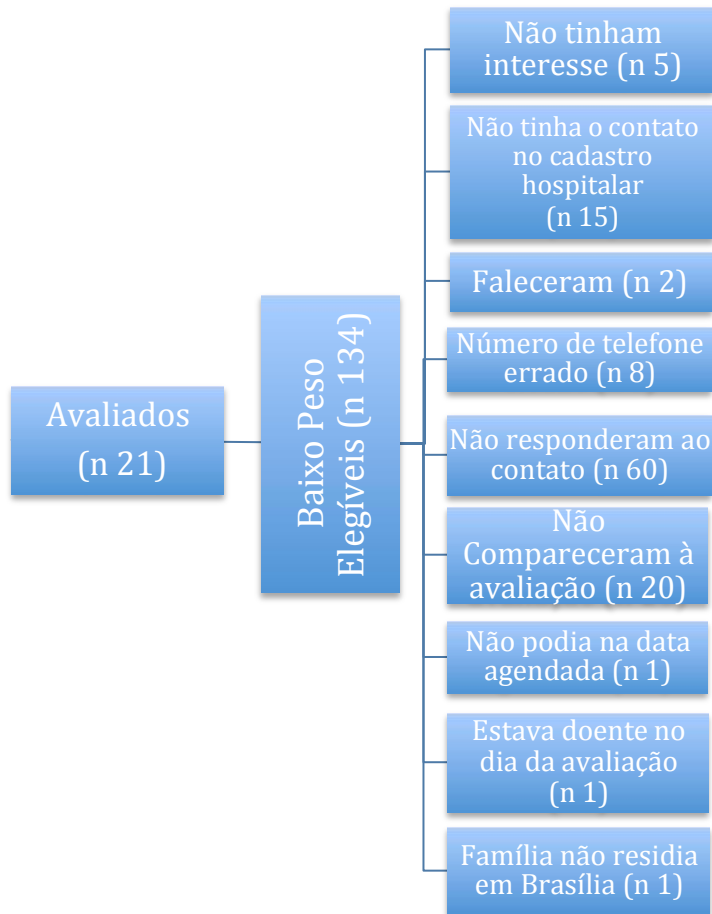 Avaliados
(n 21)
Baixo Peso
Elegíveis (n 134)
Não tinham
interesse (n 5)
Não tinha o contato
no cadastro
hospitalar
(n 15)
Faleceram (n 2)
Número de telefone
errado (n 8)
Não responderam ao
contato (n 60)
Não
Compareceram à
avaliação (n 20)
Não podia na data
agendada (n 1)
Estava doente no
dia da avaliação
(n 1)
Família não residia
em Brasília (n 1)